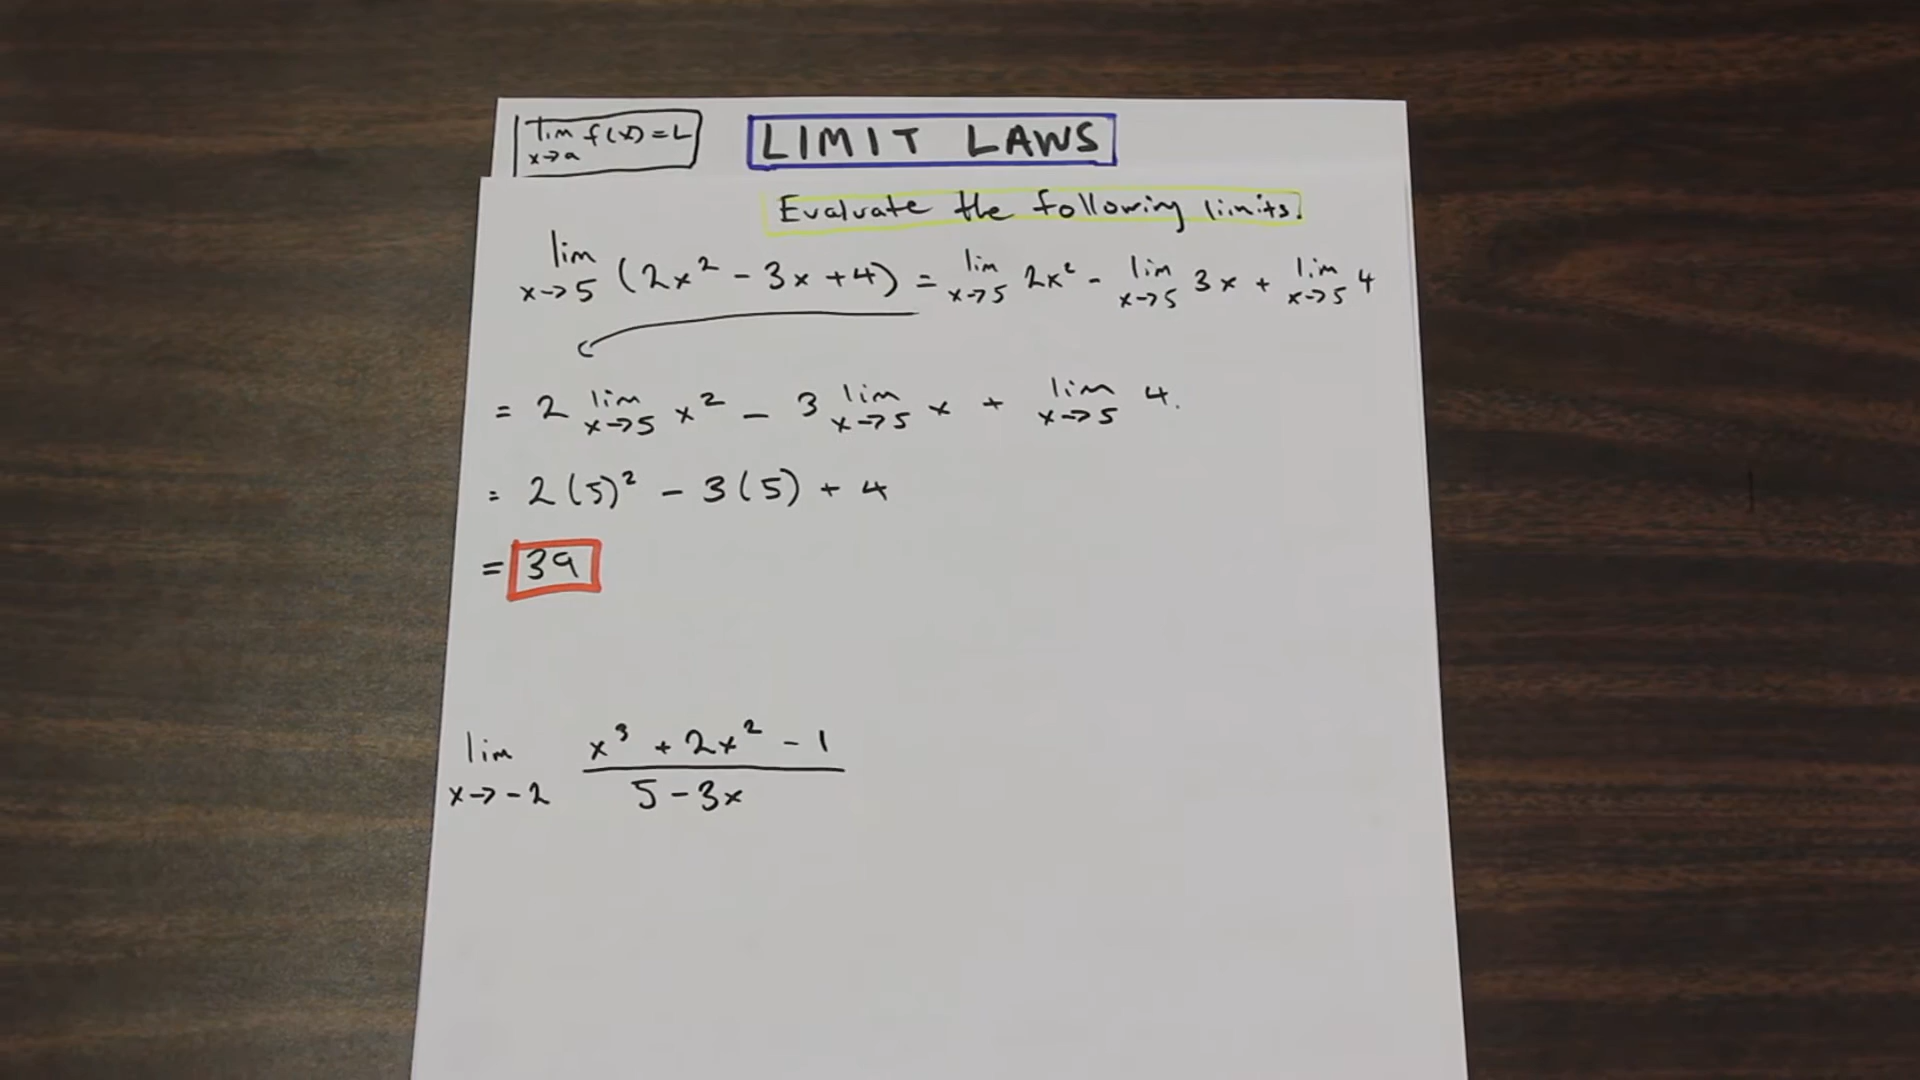 lim f(x) = L
x→a
LIMIT LAWS
Evaluate the following limits.
lim x→5 (2x² - 3x + 4) = lim x→5 2x² - lim x→5 3x + lim x→5 4
= 2 lim x→5 x² - 3 lim x→5 x + lim x→5 4.
= 2(5)² - 3(5) + 4
= 39
lim x→-2 (x³ + 2x² - 1)/(5 - 3x)